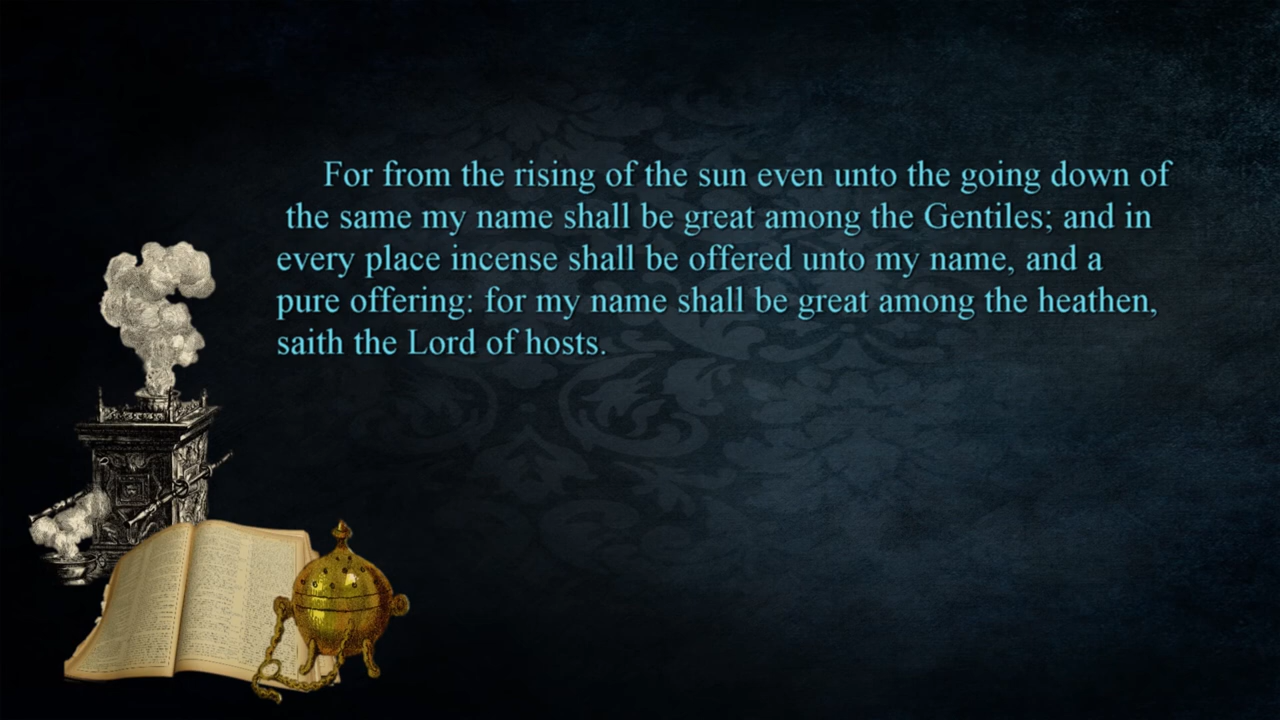 For from the rising of the sun even unto the going down of
the same my name shall be great among the Gentiles; and in
every place incense shall be offered unto my name, and a
pure offering: for my name shall be great among the heathen,
saith the Lord of hosts.